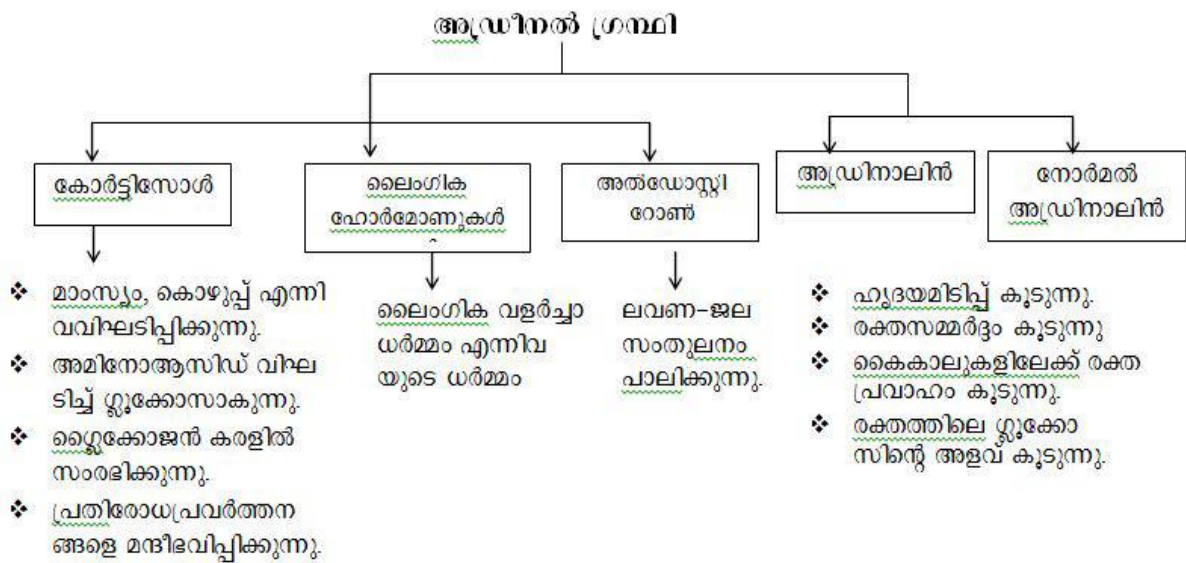 അഡ്രീനൽ ഗ്രന്ഥി
കോർട്ടിസോൾ
ലൈംഗിക
ഹോർമോണുകൾ
അൽഡോസ്റ്റി
റോൺ
അഡ്രിനാലിൻ
നോർമൽ
അഡ്രിനാലിൻ
❖ മാംസ്യം, കൊഴുപ്പ് എന്നി
വവിഘടിപ്പിക്കുന്നു.
❖ അമിനോആസിഡ് വിഘ
ടിച്ച് ഗ്ലൂക്കോസാകുന്നു.
❖ ഗ്ലൈക്കോജൻ കരളിൽ
സംരഭിക്കുന്നു.
❖ പ്രതിരോധപ്രവർത്തന
ങ്ങളെ മന്ദീഭവിപ്പിക്കുന്നു.
ലൈംഗിക വളർച്ചാ
ധർമ്മം എന്നിവ
യുടെ ധർമ്മം
ലവണ-ജല
സംതുലനം
പാലിക്കുന്നു.
❖ ഹൃദയമിടിപ്പ് കൂടുന്നു.
❖ രക്തസമ്മർദ്ദം കൂടുന്നു
❖ കൈകാലുകളിലേക്ക് രക്ത
പ്രവാഹം കൂടുന്നു.
❖ രക്തത്തിലെ ഗ്ലൂക്കോ
സിന്റെ അളവ് കൂടുന്നു.